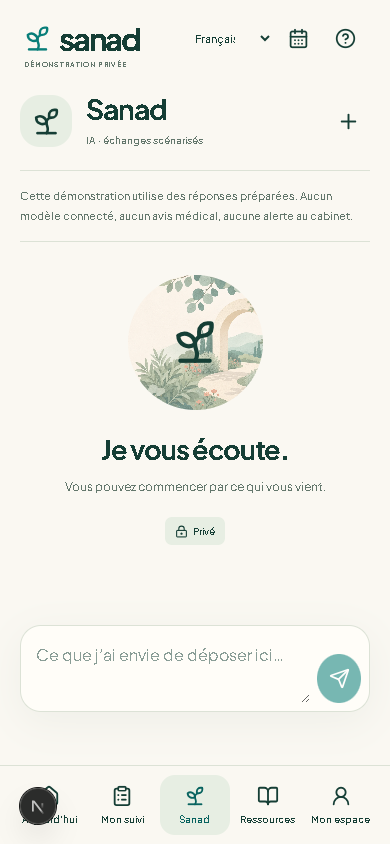 sanad
DÉMONSTRATION PRIVÉE
Sanad
IA · échanges scénarisés
Cette démonstration utilise des réponses préparées. Aucun
modèle connecté, aucun avis médical, aucune alerte au cabinet.
Je vous écoute.
Vous pouvez commencer par ce qui vous vient.
Privé
Ce que j'ai envie de déposer ici...
N
Mon suivi
Sanad
Ressources
Mon espace